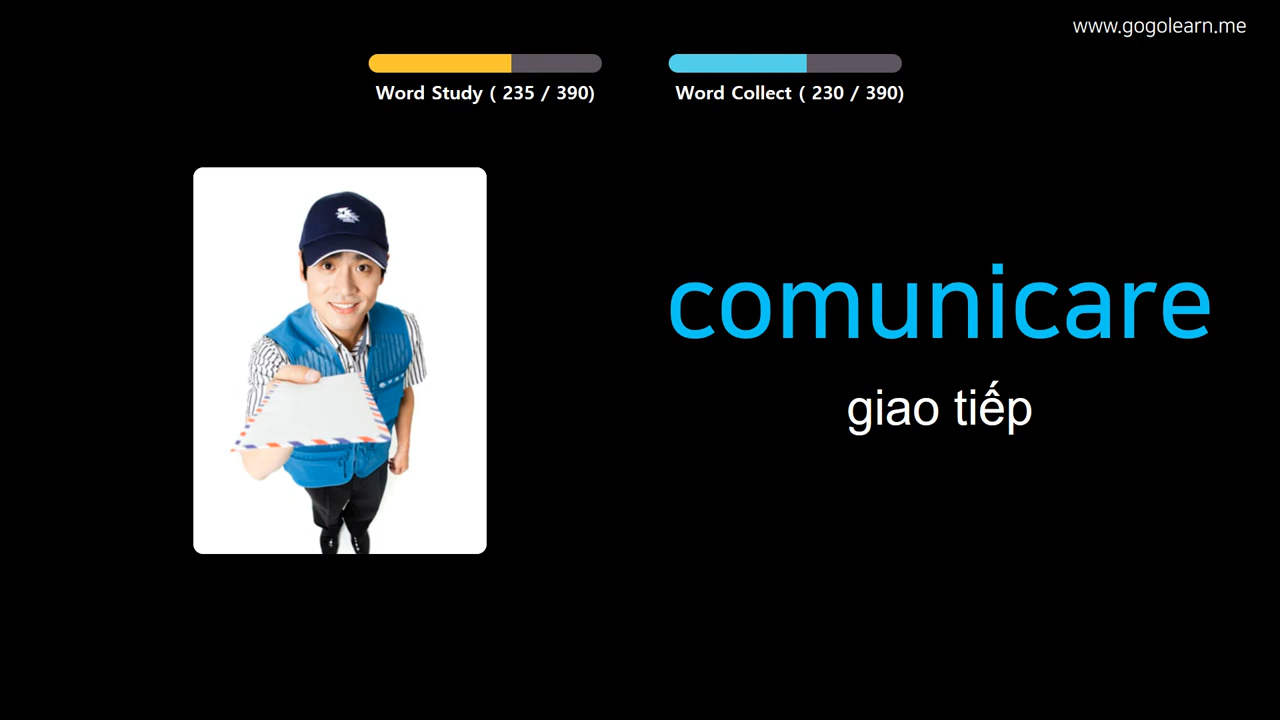 www.gogolearn.me
Word Study ( 235 / 390)
Word Collect ( 230 / 390)
comunicare
giao tiếp